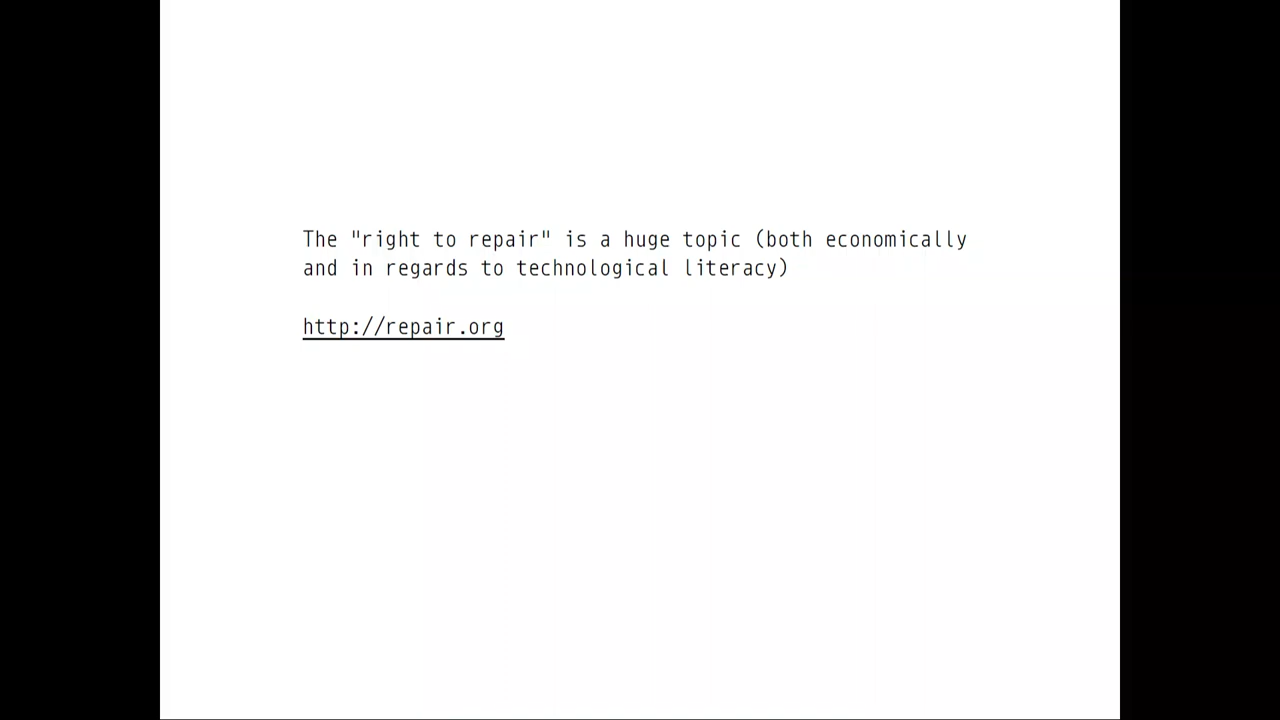 The "right to repair" is a huge topic (both economically
and in regards to technological literacy)
http://repair.org